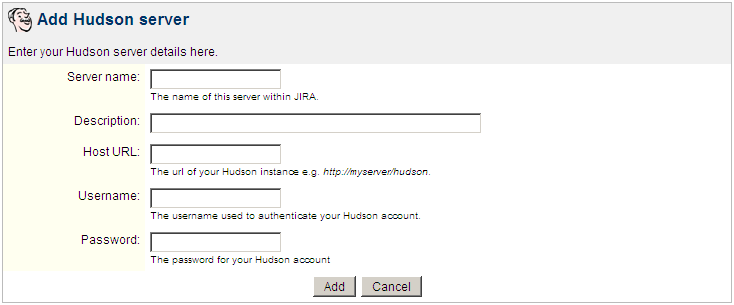 Add Hudson server
Enter your Hudson server details here.
Server name:
The name of this server within JIRA.
Description:
Host URL:
The url of your Hudson instance e.g. http://myserver/hudson.
Username:
The username used to authenticate your Hudson account.
Password:
The password for your Hudson account
Add Cancel